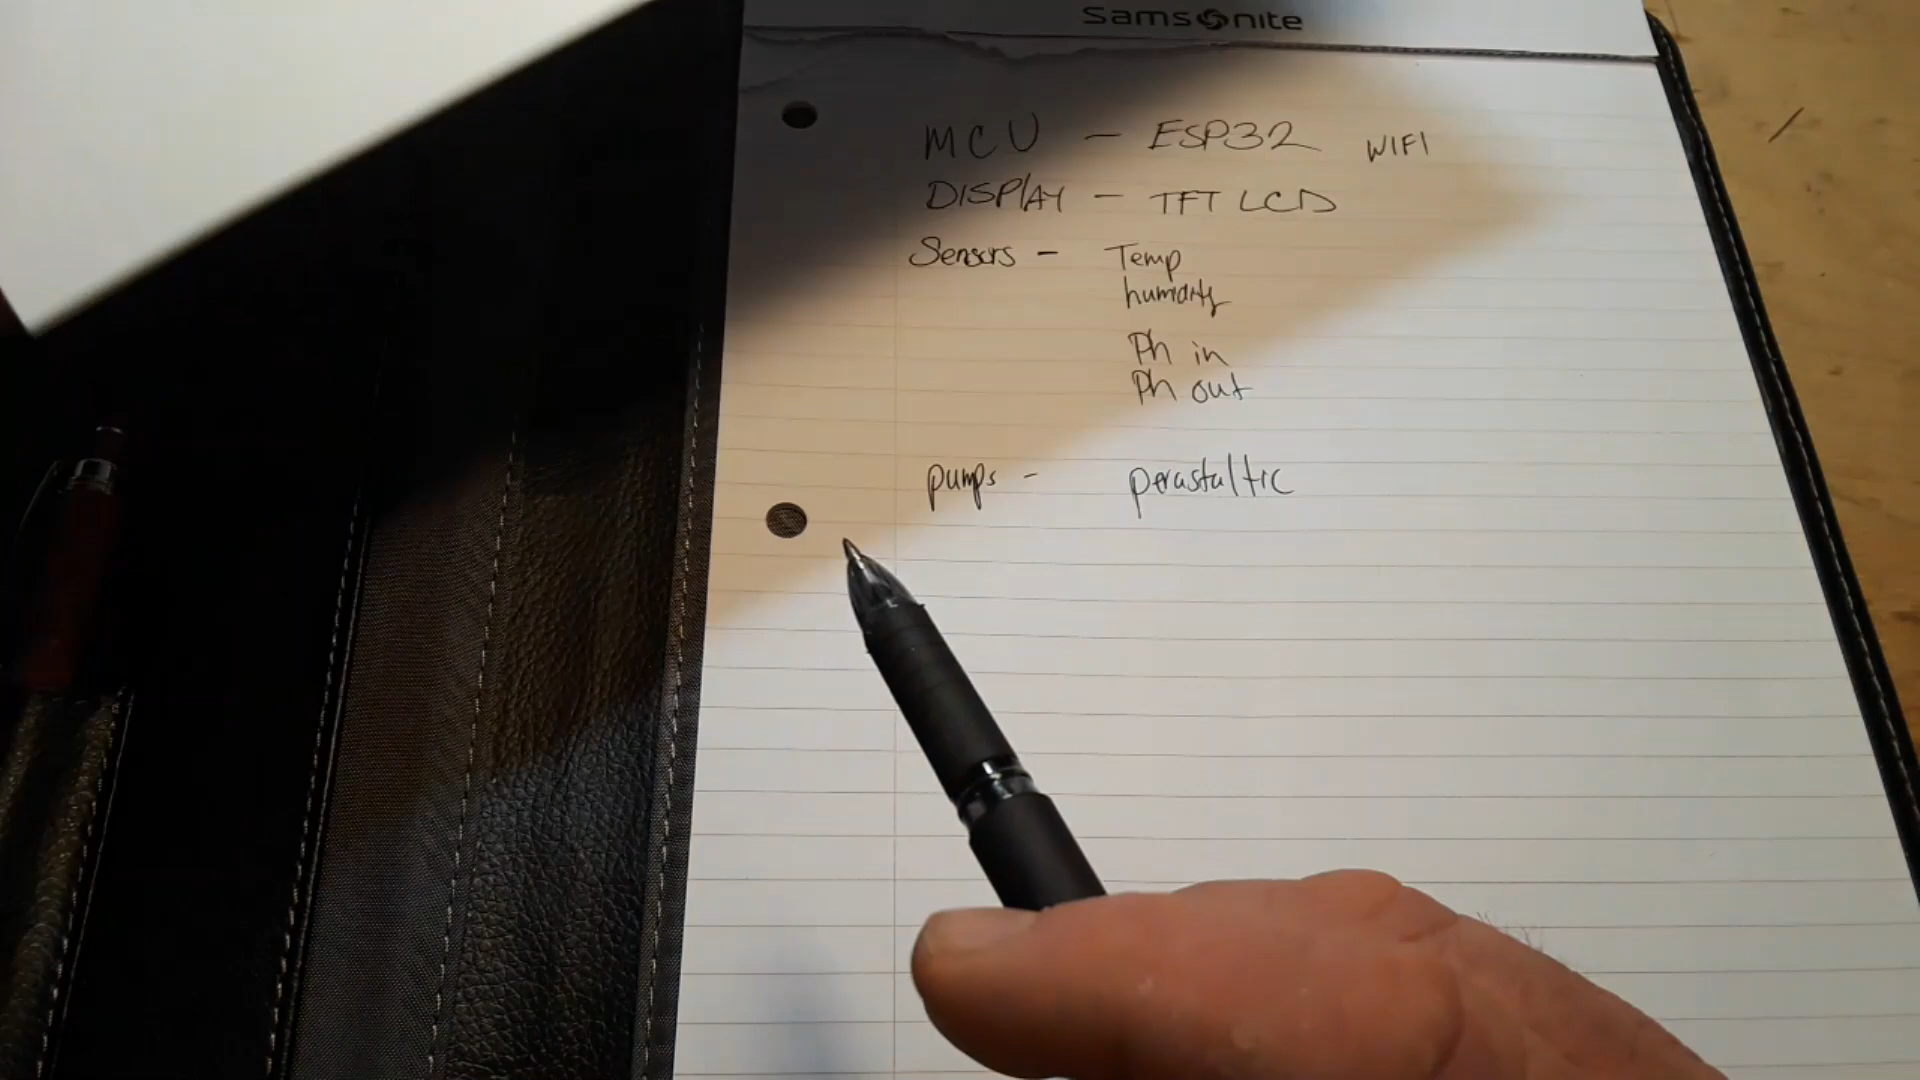 Samsonite
MCU - ESP32 WIFI
DISPLAY - TFT LCD
Sensors - Temp
humidity
Ph in
Ph out
pumps - perastaltic